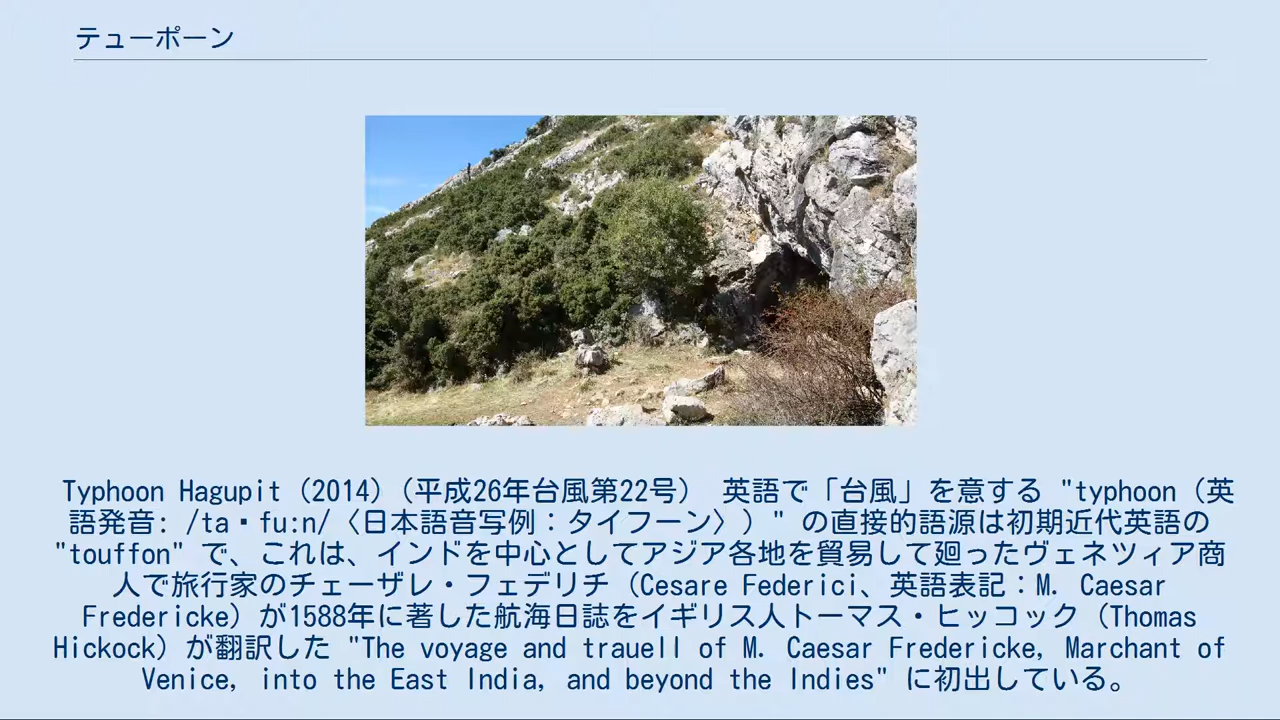 テューポーン
Typhoon Hagupit (2014)(平成26年台風第22号) 英語で「台風」を意する "typhoon (英
語発音: /ta▪fu:n/〈日本語音写例：タイフーン〉)" の直接的語源は初期近代英語の
"touffon" で、これは、インドを中心としてアジア各地を貿易して廻ったヴェネツィア商
人で旅行家のチェーザレ・フェデリチ（Cesare Federici、英語表記：M. Caesar
Fredericke）が1588年に著した航海日誌をイギリス人トーマス・ヒッコック（Thomas
Hickock）が翻訳した "The voyage and trauell of M. Caesar Fredericke, Marchant of
Venice, into the East India, and beyond the Indies" に初出している。